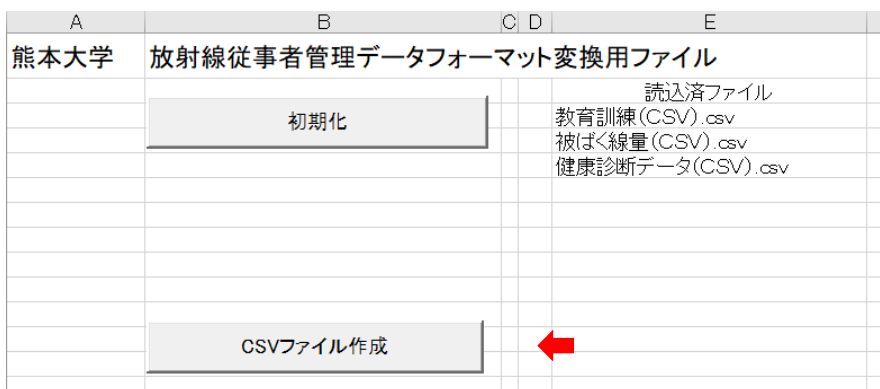 A B C D E
熊本大学 放射線従事者管理データフォーマット変換用ファイル
読込済ファイル
初期化
教育訓練(CSV).csv
被ばく線量(CSV).csv
健康診断データ(CSV).csv
CSVファイル作成